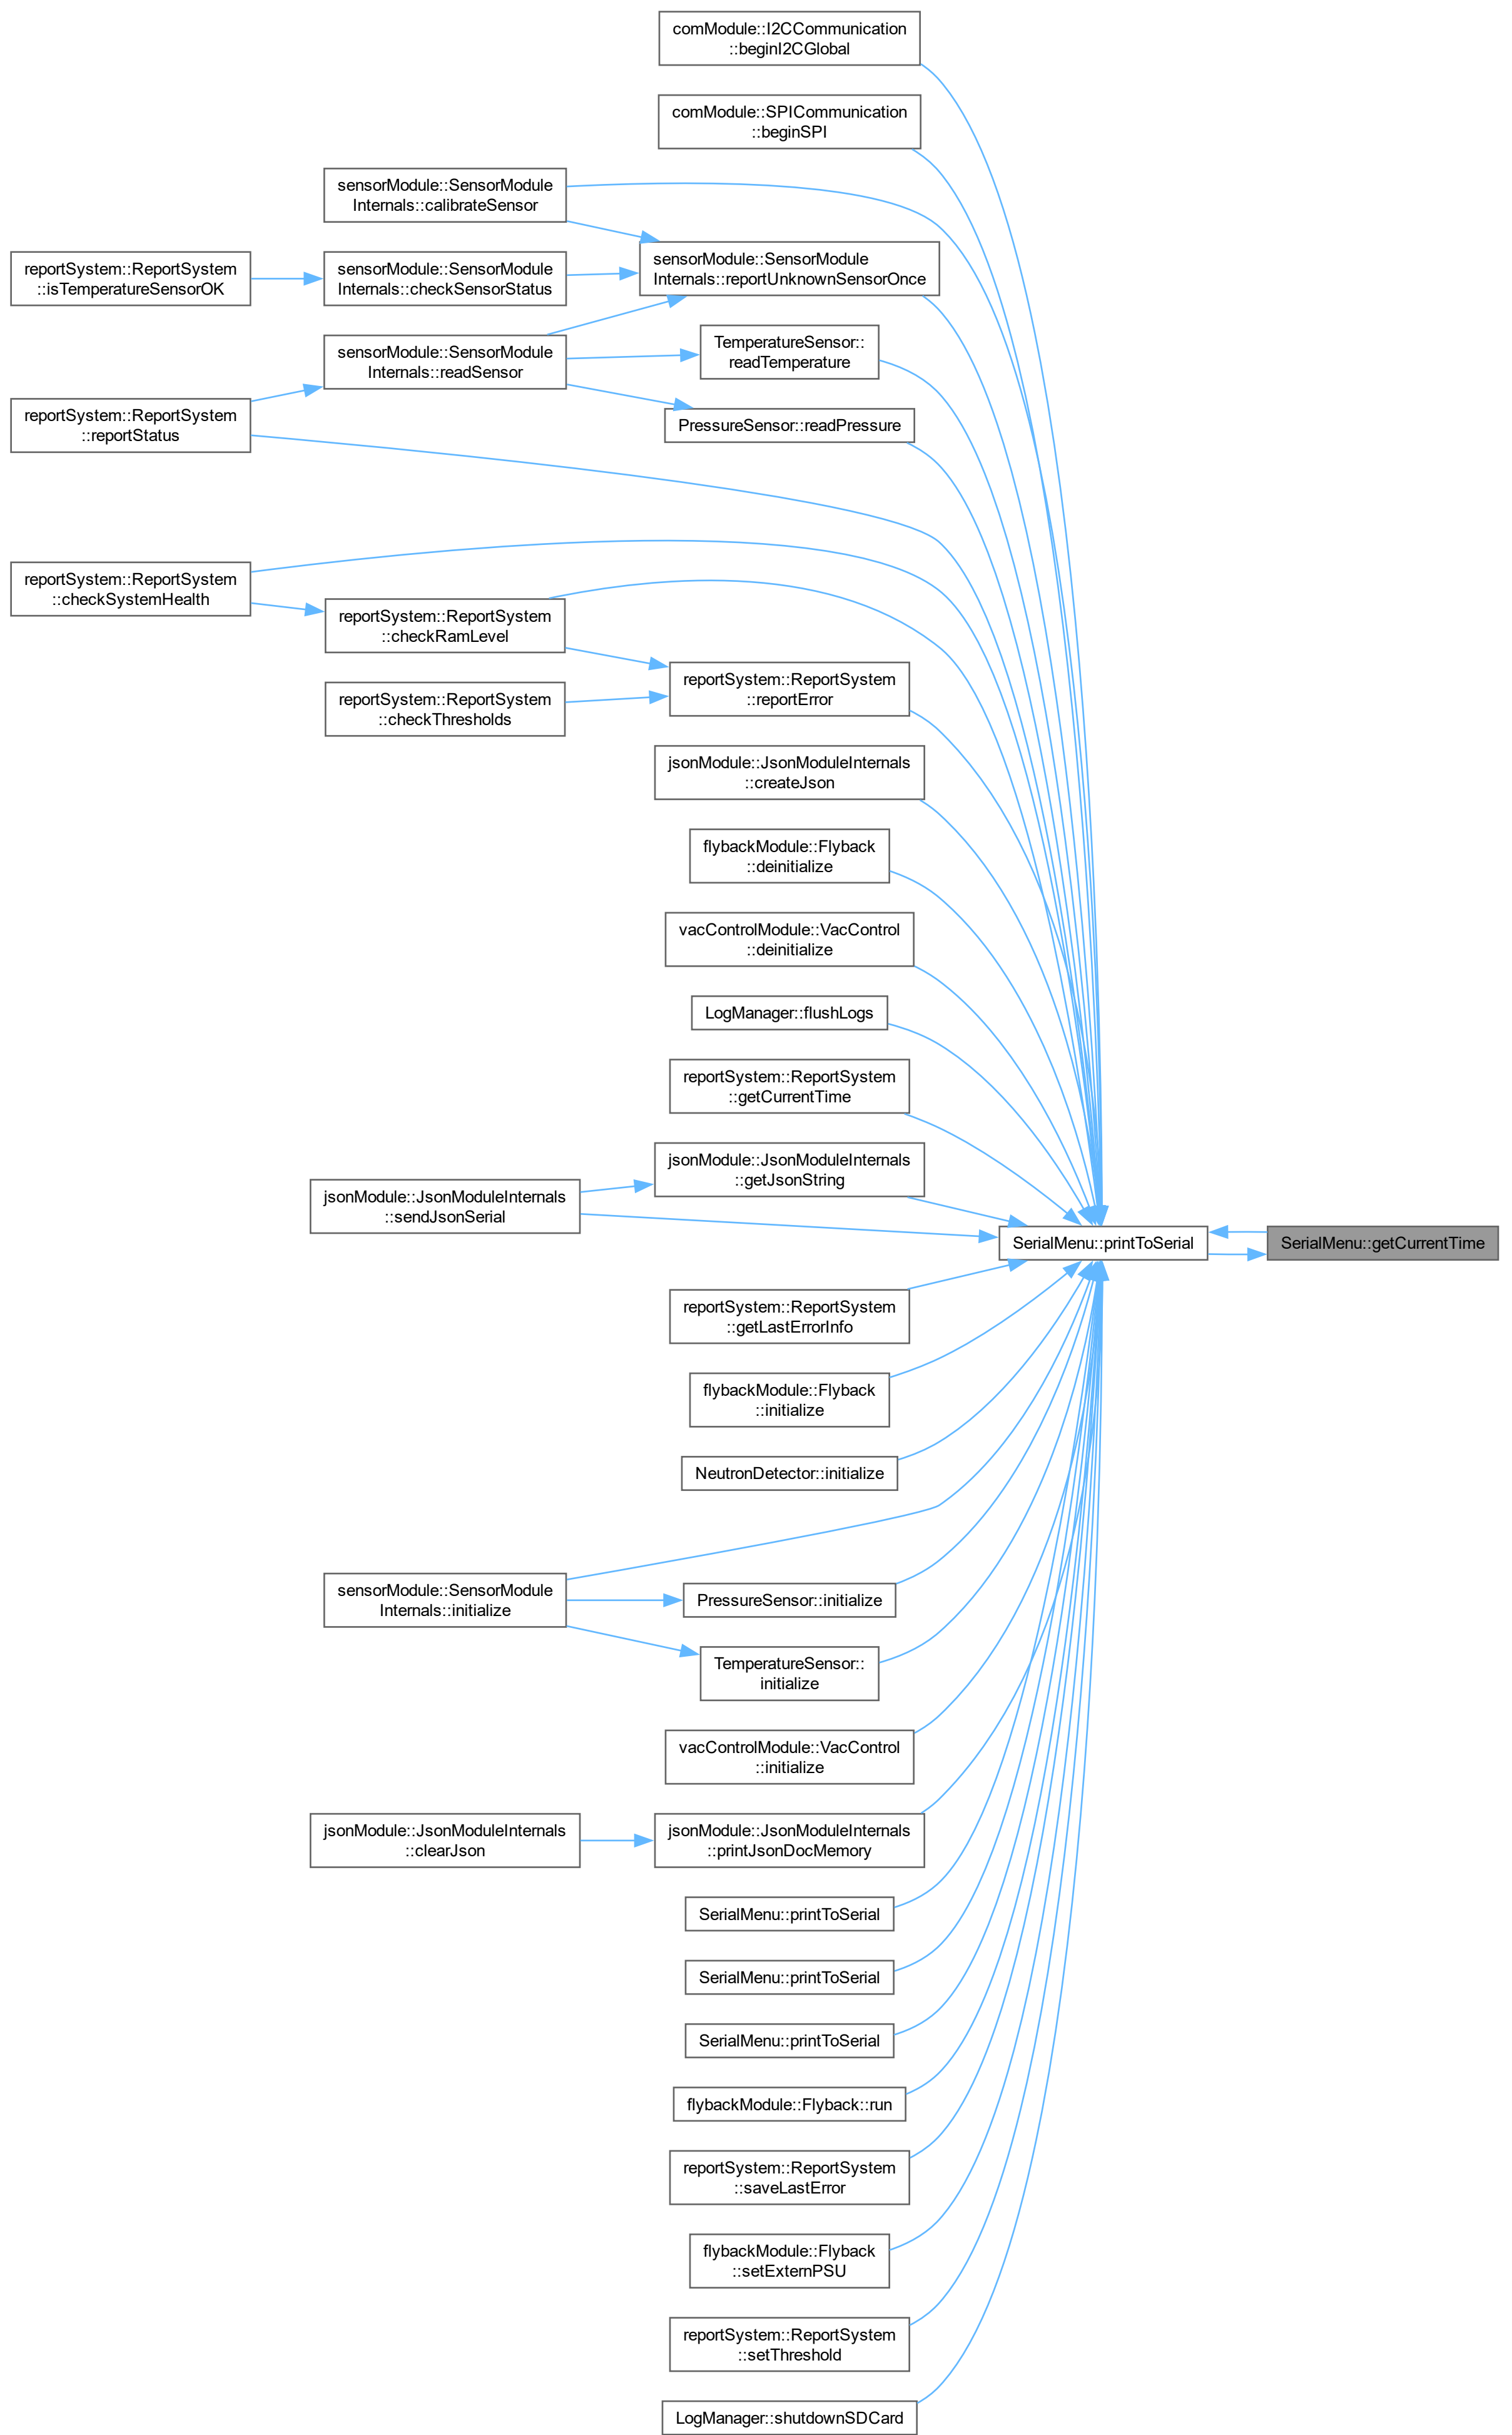 comModule::I2CCommunication
::beginI2CGlobal
comModule::SPICommunication
::beginSPI
sensorModule::SensorModule
Internals::calibrateSensor
reportSystem::ReportSystem
::isTemperatureSensorOK
sensorModule::SensorModule
Internals::checkSensorStatus
sensorModule::SensorModule
Internals::reportUnknownSensorOnce
sensorModule::SensorModule
Internals::readSensor
TemperatureSensor::
readTemperature
reportSystem::ReportSystem
::reportStatus
PressureSensor::readPressure
reportSystem::ReportSystem
::checkSystemHealth
reportSystem::ReportSystem
::checkRamLevel
reportSystem::ReportSystem
::checkThresholds
reportSystem::ReportSystem
::reportError
jsonModule::JsonModuleInternals
::createJson
flybackModule::Flyback
::deinitialize
vacControlModule::VacControl
::deinitialize
LogManager::flushLogs
reportSystem::ReportSystem
::getCurrentTime
jsonModule::JsonModuleInternals
::getJsonString
jsonModule::JsonModuleInternals
::sendJsonSerial
SerialMenu::printToSerial
SerialMenu::getCurrentTime
reportSystem::ReportSystem
::getLastErrorInfo
flybackModule::Flyback
::initialize
NeutronDetector::initialize
sensorModule::SensorModule
Internals::initialize
PressureSensor::initialize
TemperatureSensor::
initialize
vacControlModule::VacControl
::initialize
jsonModule::JsonModuleInternals
::clearJson
jsonModule::JsonModuleInternals
::printJsonDocMemory
SerialMenu::printToSerial
SerialMenu::printToSerial
SerialMenu::printToSerial
flybackModule::Flyback::run
reportSystem::ReportSystem
::saveLastError
flybackModule::Flyback
::setExternPSU
reportSystem::ReportSystem
::setThreshold
LogManager::shutdownSDCard